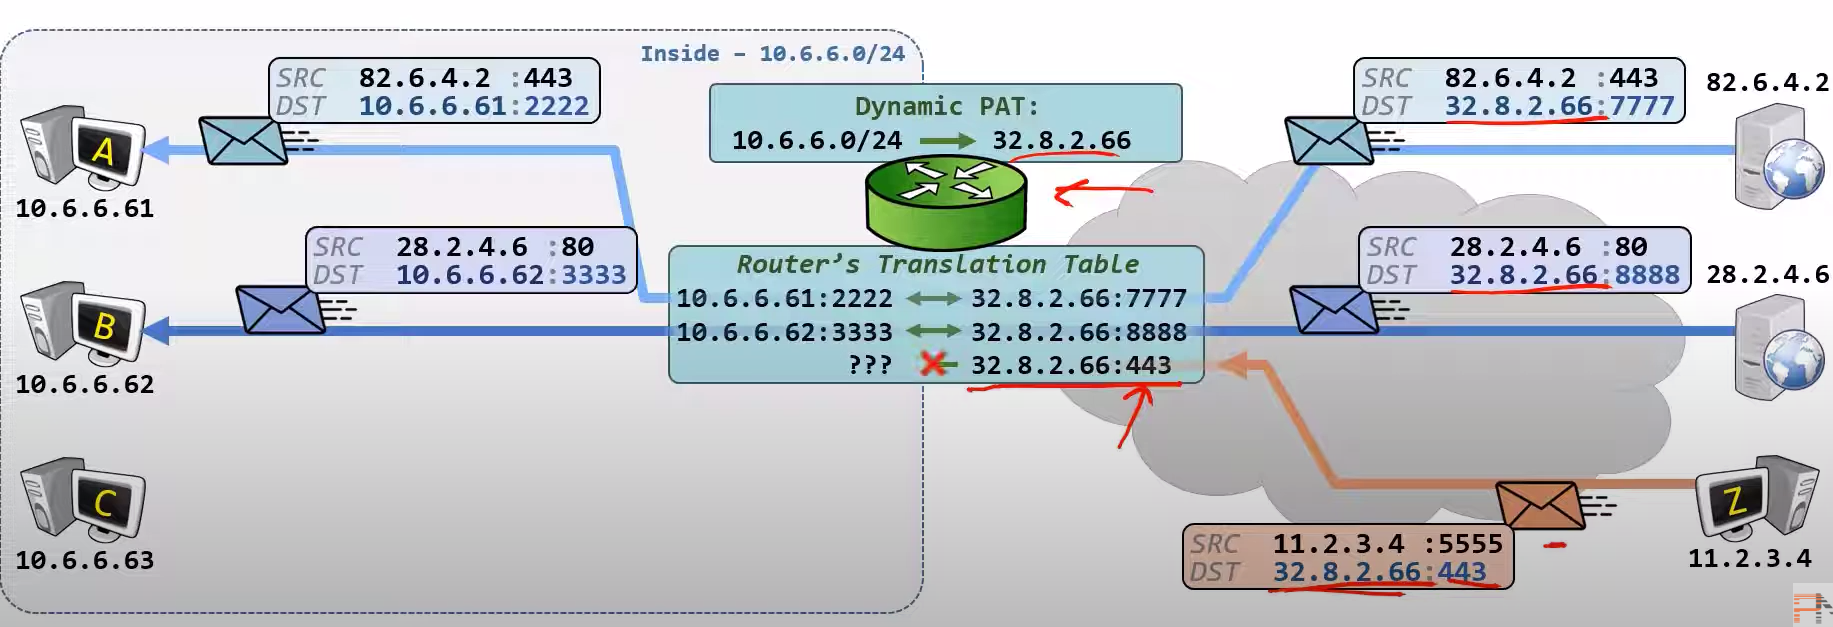 Inside – 10.6.6.0/24
SRC 82.6.4.2 :443
DST 10.6.6.61:2222
A
10.6.6.61
SRC 28.2.4.6 :80
DST 10.6.6.62:3333
B
10.6.6.62
C
10.6.6.63
Dynamic PAT:
10.6.6.0/24 32.8.2.66
Router's Translation Table
10.6.6.61:2222 32.8.2.66:7777
10.6.6.62:3333 32.8.2.66:8888
??? 32.8.2.66:443
SRC 82.6.4.2 :443
DST 32.8.2.66:7777
82.6.4.2
SRC 28.2.4.6 :80
DST 32.8.2.66:8888
28.2.4.6
SRC 11.2.3.4 :5555
DST 32.8.2.66:443
Z
11.2.3.4